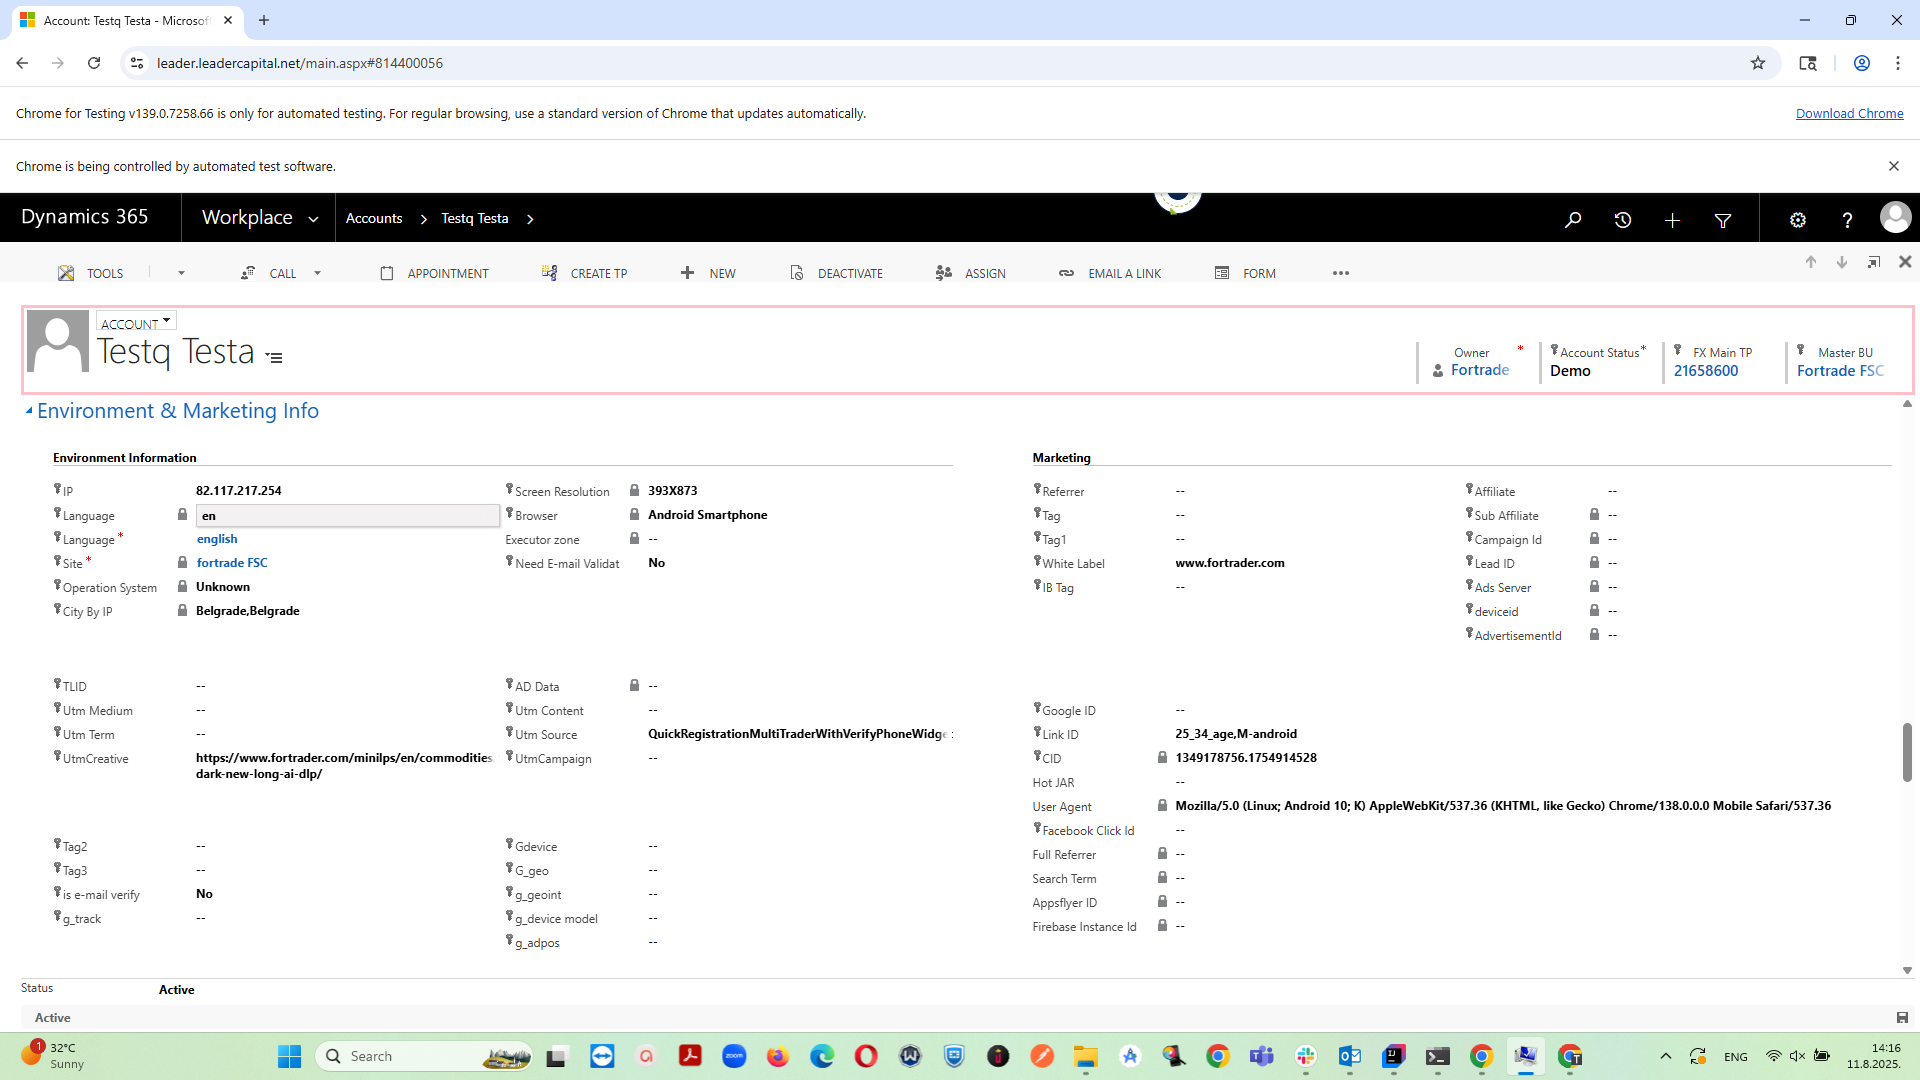 Account: Testq Testa - Microsof
leader.leadercapital.net/main.aspx#814400056
Chrome for Testing v139.0.7258.66 is only for automated testing. For regular browsing, use a standard version of Chrome that updates automatically.
Download Chrome
Chrome is being controlled by automated test software.
Dynamics 365
Workplace
Accounts
Testq Testa
TOOLS
CALL
APPOINTMENT
CREATE TP
NEW
DEACTIVATE
ASSIGN
EMAIL A LINK
FORM
ACCOUNT
Testq Testa
Owner *
Fortrade
Account Status *
Demo
FX Main TP
21658600
Master BU
Fortrade FSC
Environment & Marketing Info
Environment Information
IP 82.117.217.254
Language en
Language * english
Site * fortrade FSC
Operation System Unknown
City By IP Belgrade,Belgrade
Screen Resolution 393X873
Browser Android Smartphone
Executor zone --
Need E-mail Validat No
TLID --
Utm Medium --
Utm Term --
UtmCreative https://www.fortrader.com/minilps/en/commodities
dark-new-long-ai-dlp/
AD Data --
Utm Content --
Utm Source QuickRegistrationMultiTraderWithVerifyPhoneWidge
UtmCampaign --
Tag2 --
Tag3 --
is e-mail verify No
g_track --
Gdevice --
G_geo --
g_geoint --
g_device model --
g_adpos --
Marketing
Referrer --
Tag --
Tag1 --
White Label www.fortrader.com
IB Tag --
Affiliate --
Sub Affiliate --
Campaign Id --
Lead ID --
Ads Server --
deviceid --
AdvertisementId --
Google ID --
Link ID 25_34_age,M-android
CID 1349178756.1754914528
Hot JAR --
User Agent Mozilla/5.0 (Linux; Android 10; K) AppleWebKit/537.36 (KHTML, like Gecko) Chrome/138.0.0.0 Mobile Safari/537.36
Facebook Click Id --
Full Referrer --
Search Term --
Appsflyer ID --
Firebase Instance Id --
Status Active
Active
1
32°C
Sunny
Search
zoom
ENG
14:16
11.8.2025.